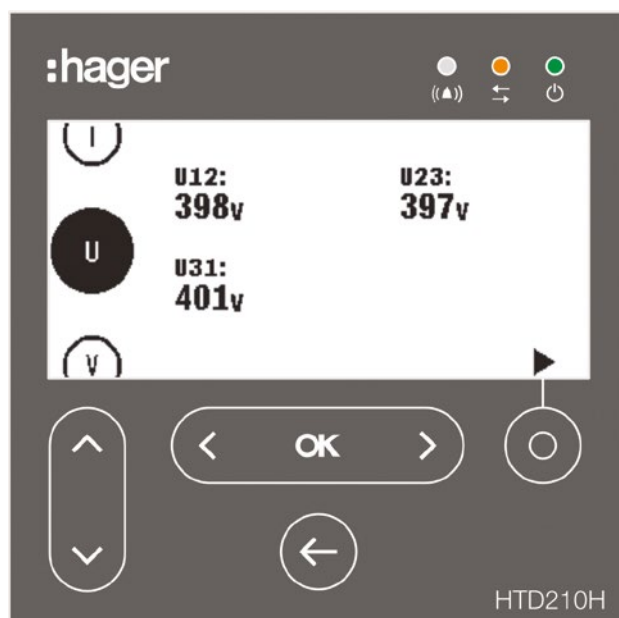 :hager
I
U12:
U23:
398V
397V
U
U31:
401V
V
OK
HTD210H